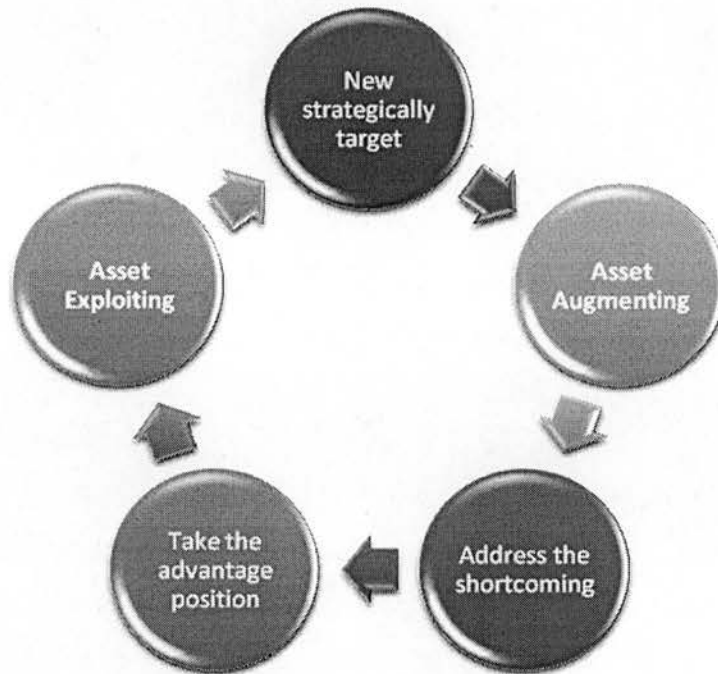 New
strategically
target
Asset
Augmenting
Address the
shortcoming
Take the
advantage
position
Asset
Exploiting